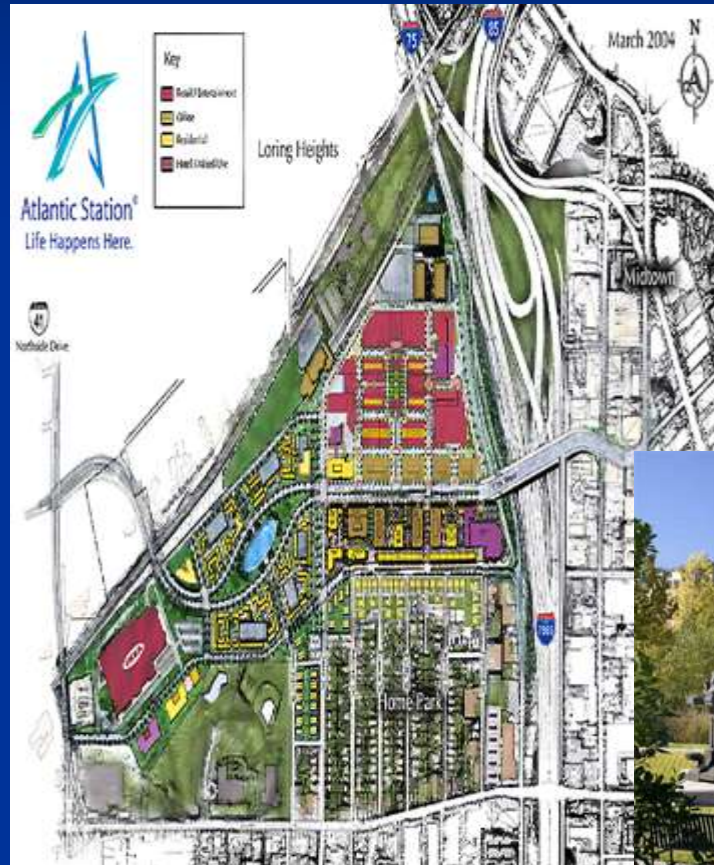 Atlantic Station®
Life Happens Here.
Key
Retail/Entertainment
Office
Residential
Hotel/Mixed Use
75
85
March 2004
N
Loring Heights
Midtown
41
Northside Drive
Home Park